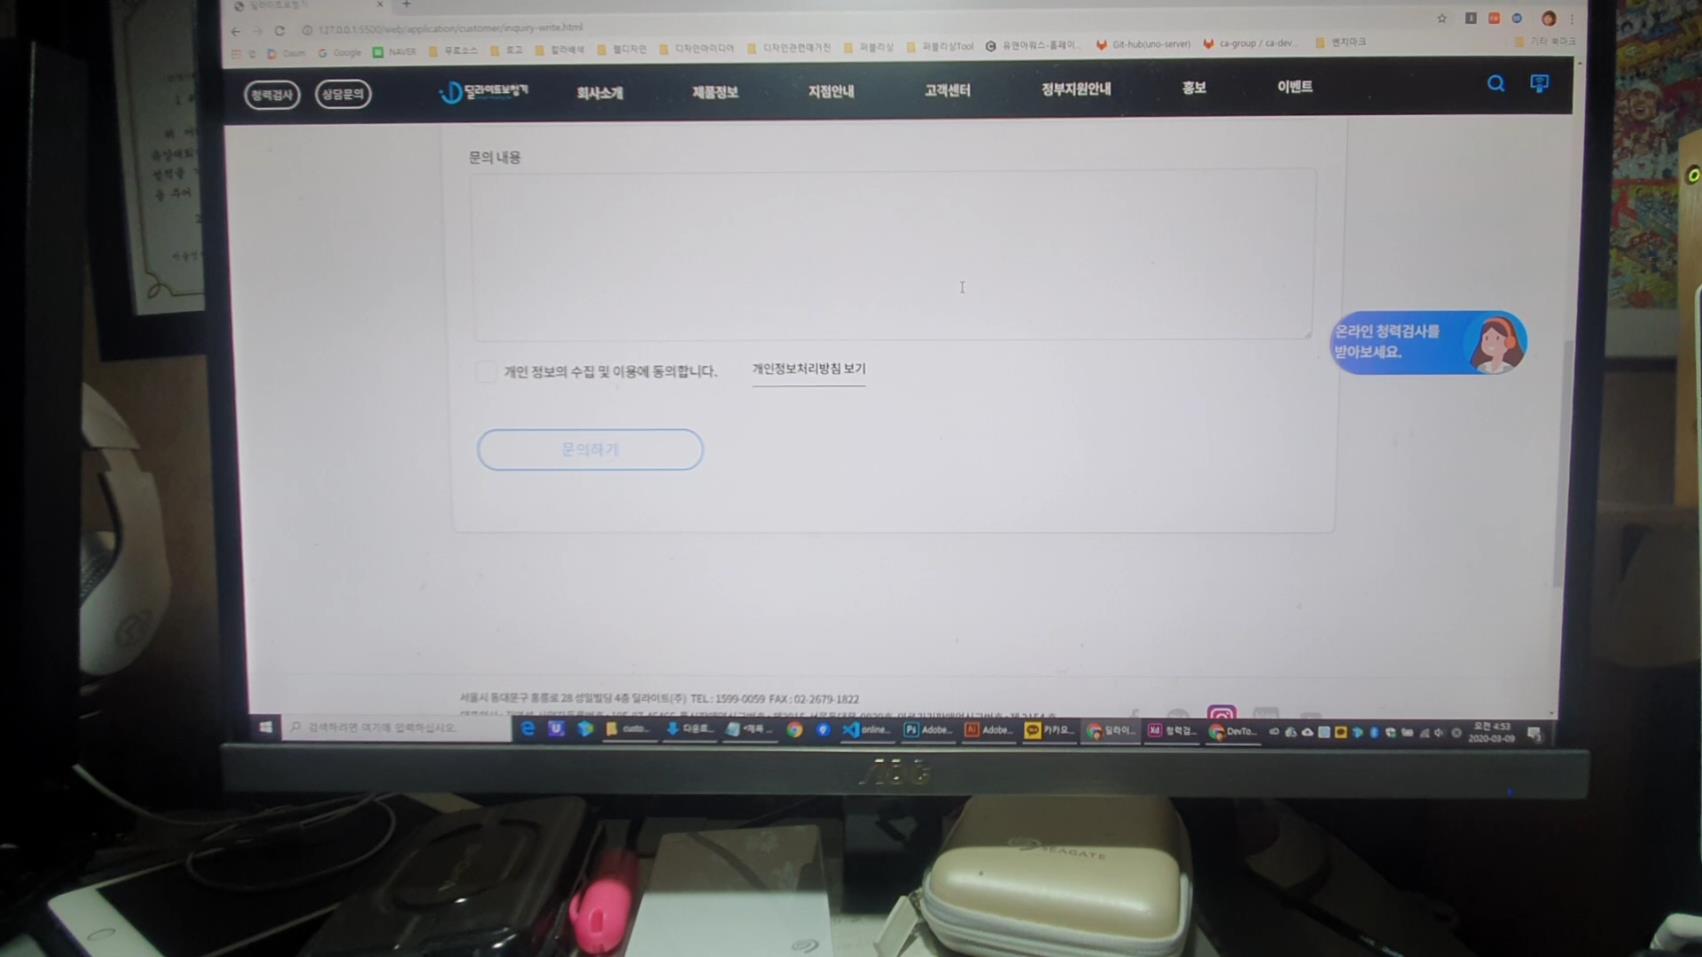 딜라이트보청기
127.0.0.1:5500/web/application/customer/inquiry-write.html
Daum Google NAVER 무료소스 로고 컬러배색 웹디자인 디자인아이디어 디자인관련매거진 퍼블리싱 퍼블리싱Tool 유앤아워스-홈페이... Git-hub(uno-server) ca-group / ca-dev... 벤치마크 기타 북마크
청력검사 상담문의 딜라이트보청기 회사소개 제품정보 지점안내 고객센터 정부지원안내 홍보 이벤트
문의 내용
온라인 청력검사를
받아보세요.
개인 정보의 수집 및 이용에 동의합니다. 개인정보처리방침 보기
문의하기
서울시 동대문구 홍릉로 28 성일빌딩 4층 딜라이트(주) TEL : 1599-0059 FAX : 02-2679-1822
검색하려면 여기에 입력하십시오. custo... 다운로... online... Adobe... Adobe... 카카오... 딜라이... 청력검... DevTo... 오전 4:53
2020-03-09
AOC
SEAGATE